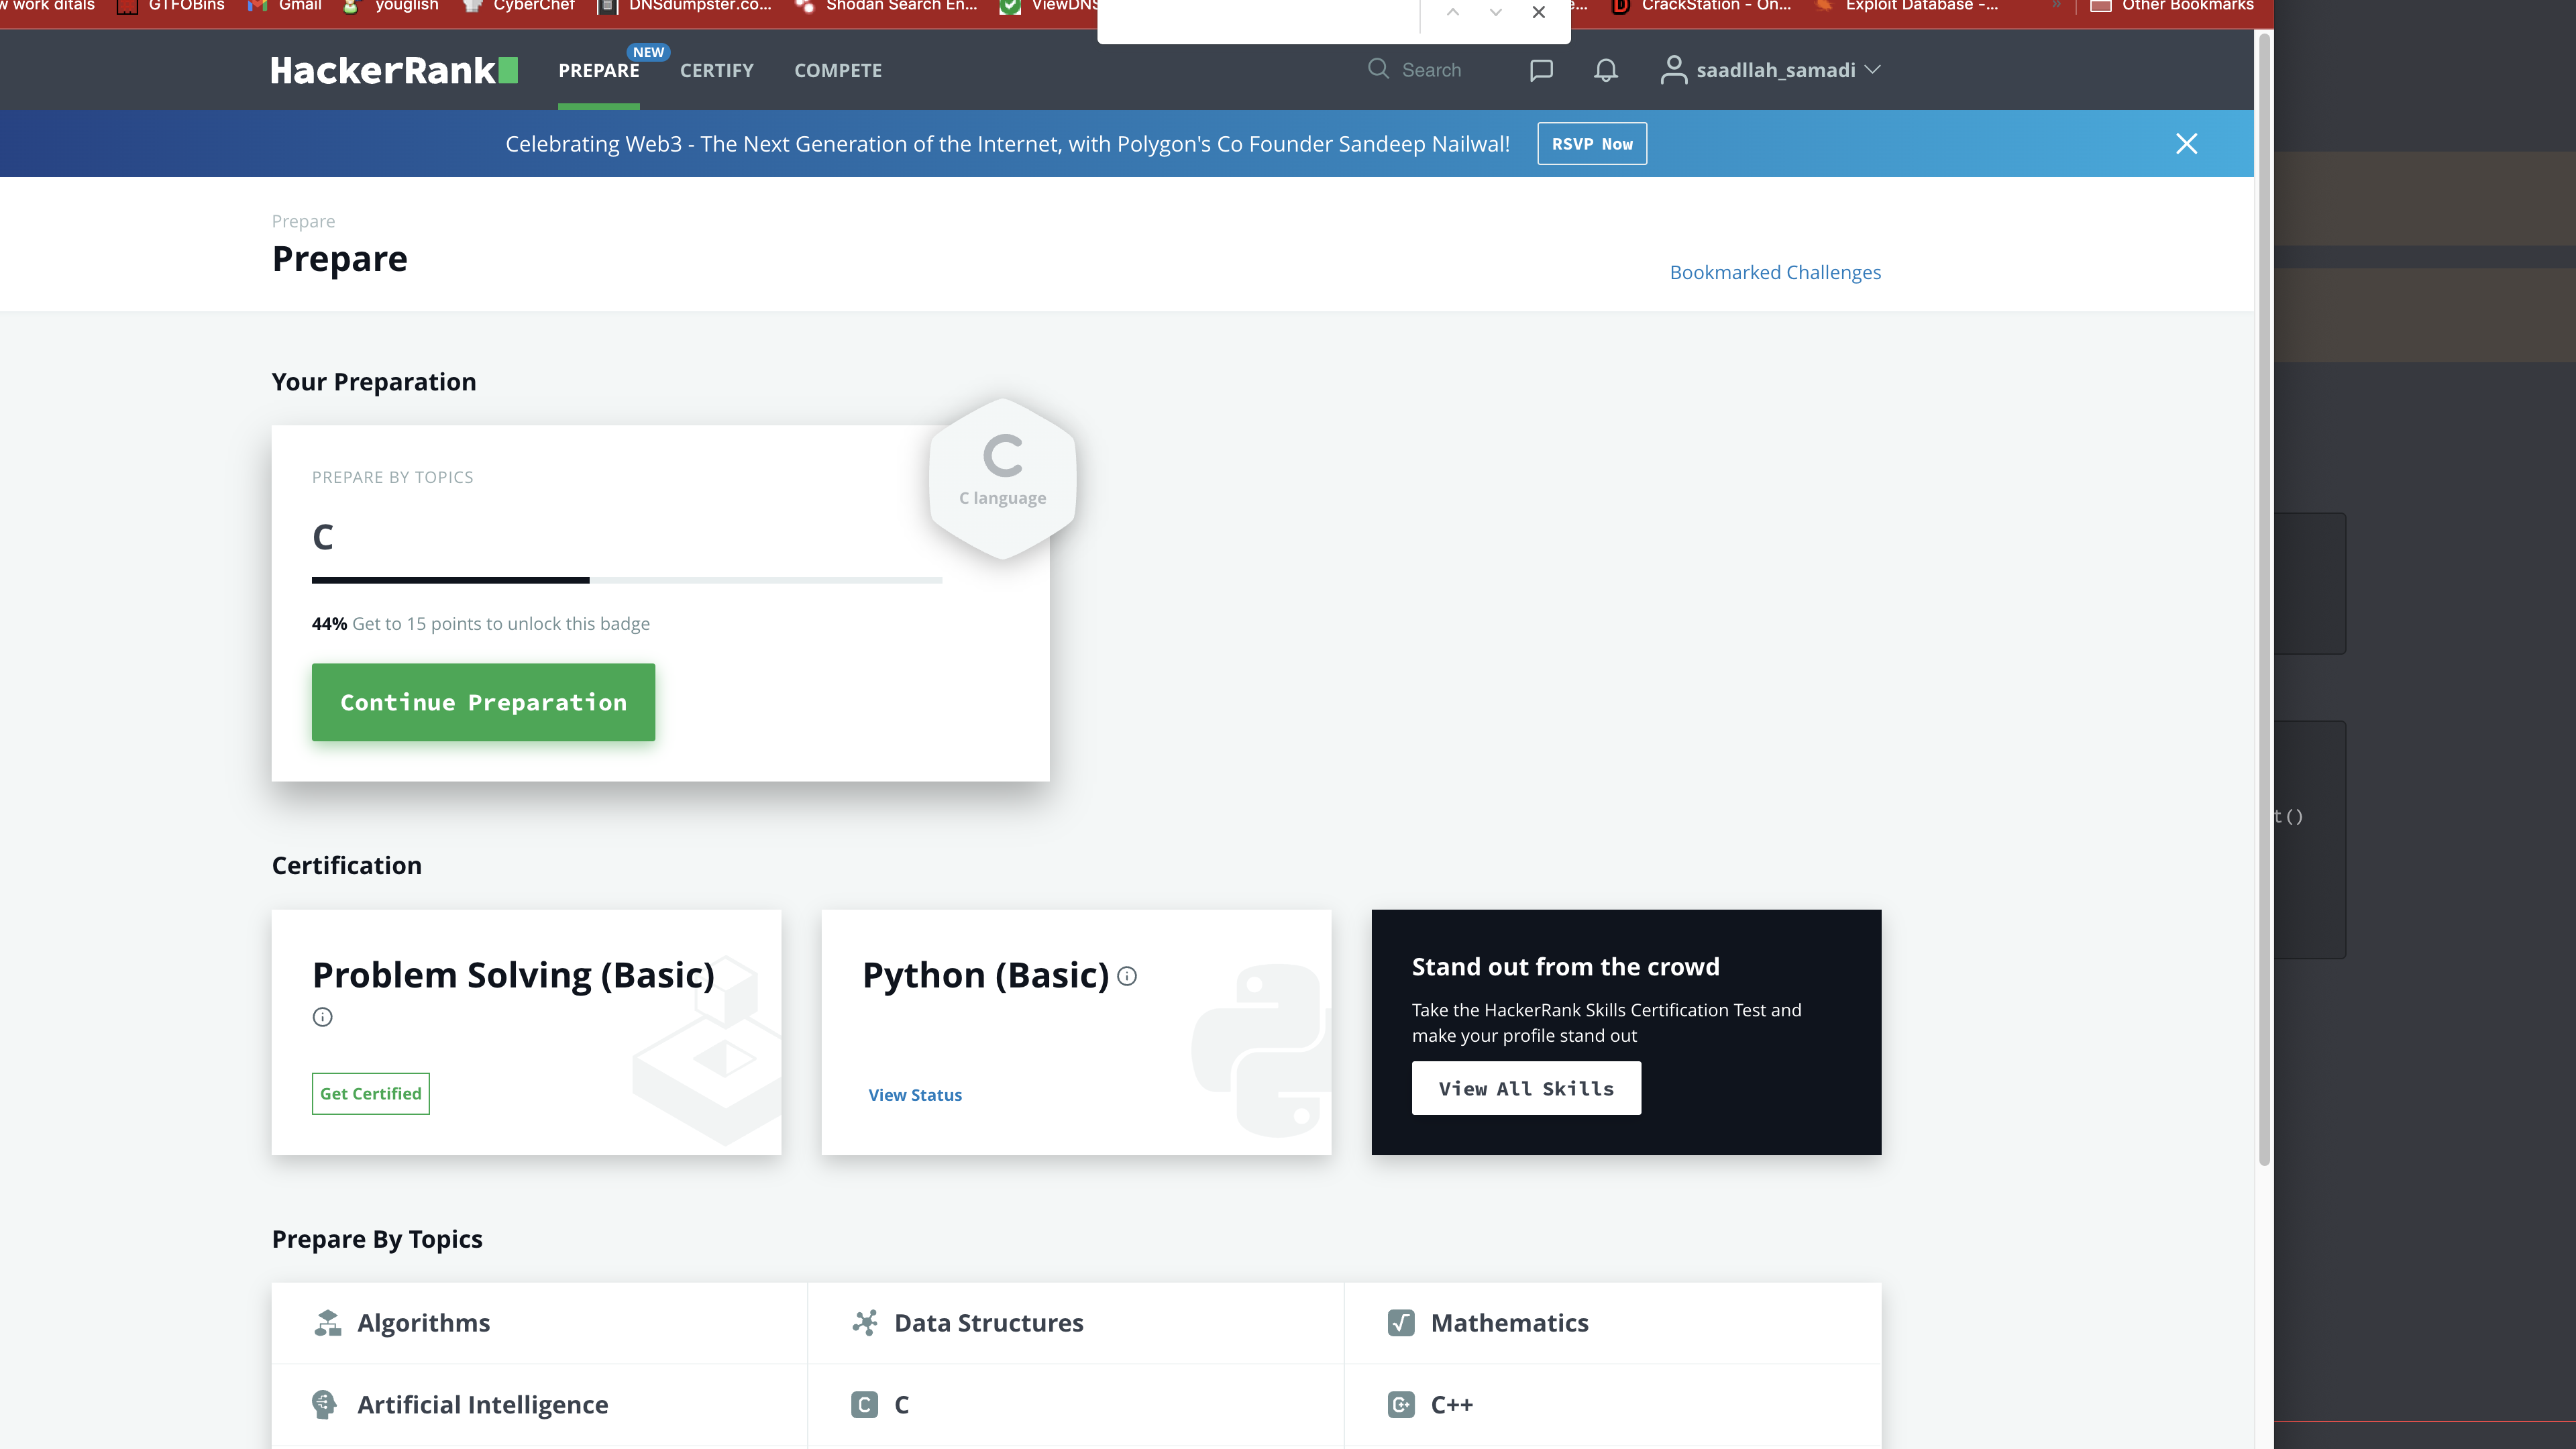 w work ditals GTFOBins Gmail youglish CyberChef DNSdumpster.co... Shodan Search En... ViewDNS e... CrackStation - On... Exploit Database -... » Other Bookmarks
HackerRank PREPARE NEW CERTIFY COMPETE Search saadllah_samadi
Celebrating Web3 - The Next Generation of the Internet, with Polygon's Co Founder Sandeep Nailwal! RSVP Now
Prepare
Prepare
Bookmarked Challenges
Your Preparation
C
C language
PREPARE BY TOPICS
C
44% Get to 15 points to unlock this badge
Continue Preparation
t()
Certification
Problem Solving (Basic)
Get Certified
Python (Basic)
View Status
Stand out from the crowd
Take the HackerRank Skills Certification Test and
make your profile stand out
View All Skills
Prepare By Topics
Algorithms Data Structures Mathematics
Artificial Intelligence C C C++ C++